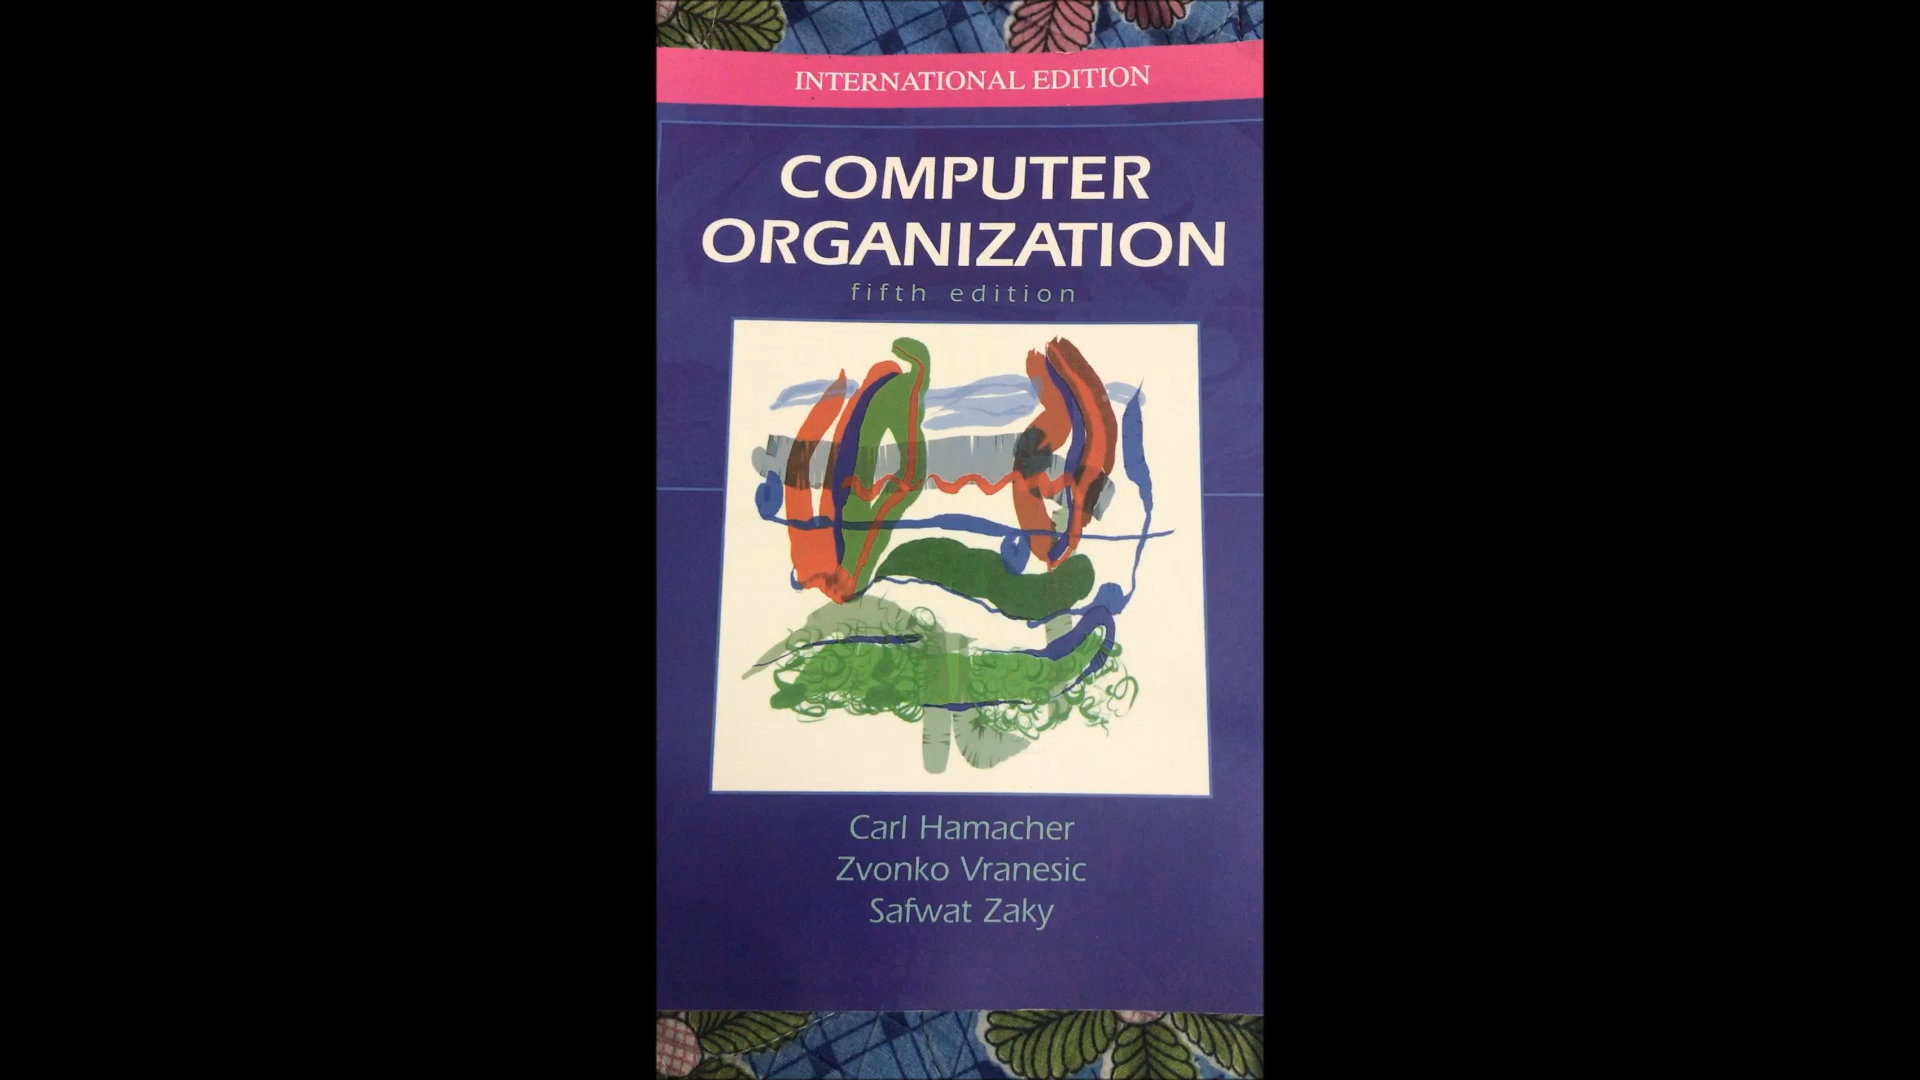 INTERNATIONAL EDITION
COMPUTER
ORGANIZATION
fifth edition
Carl Hamacher
Zvonko Vranesic
Safwat Zaky